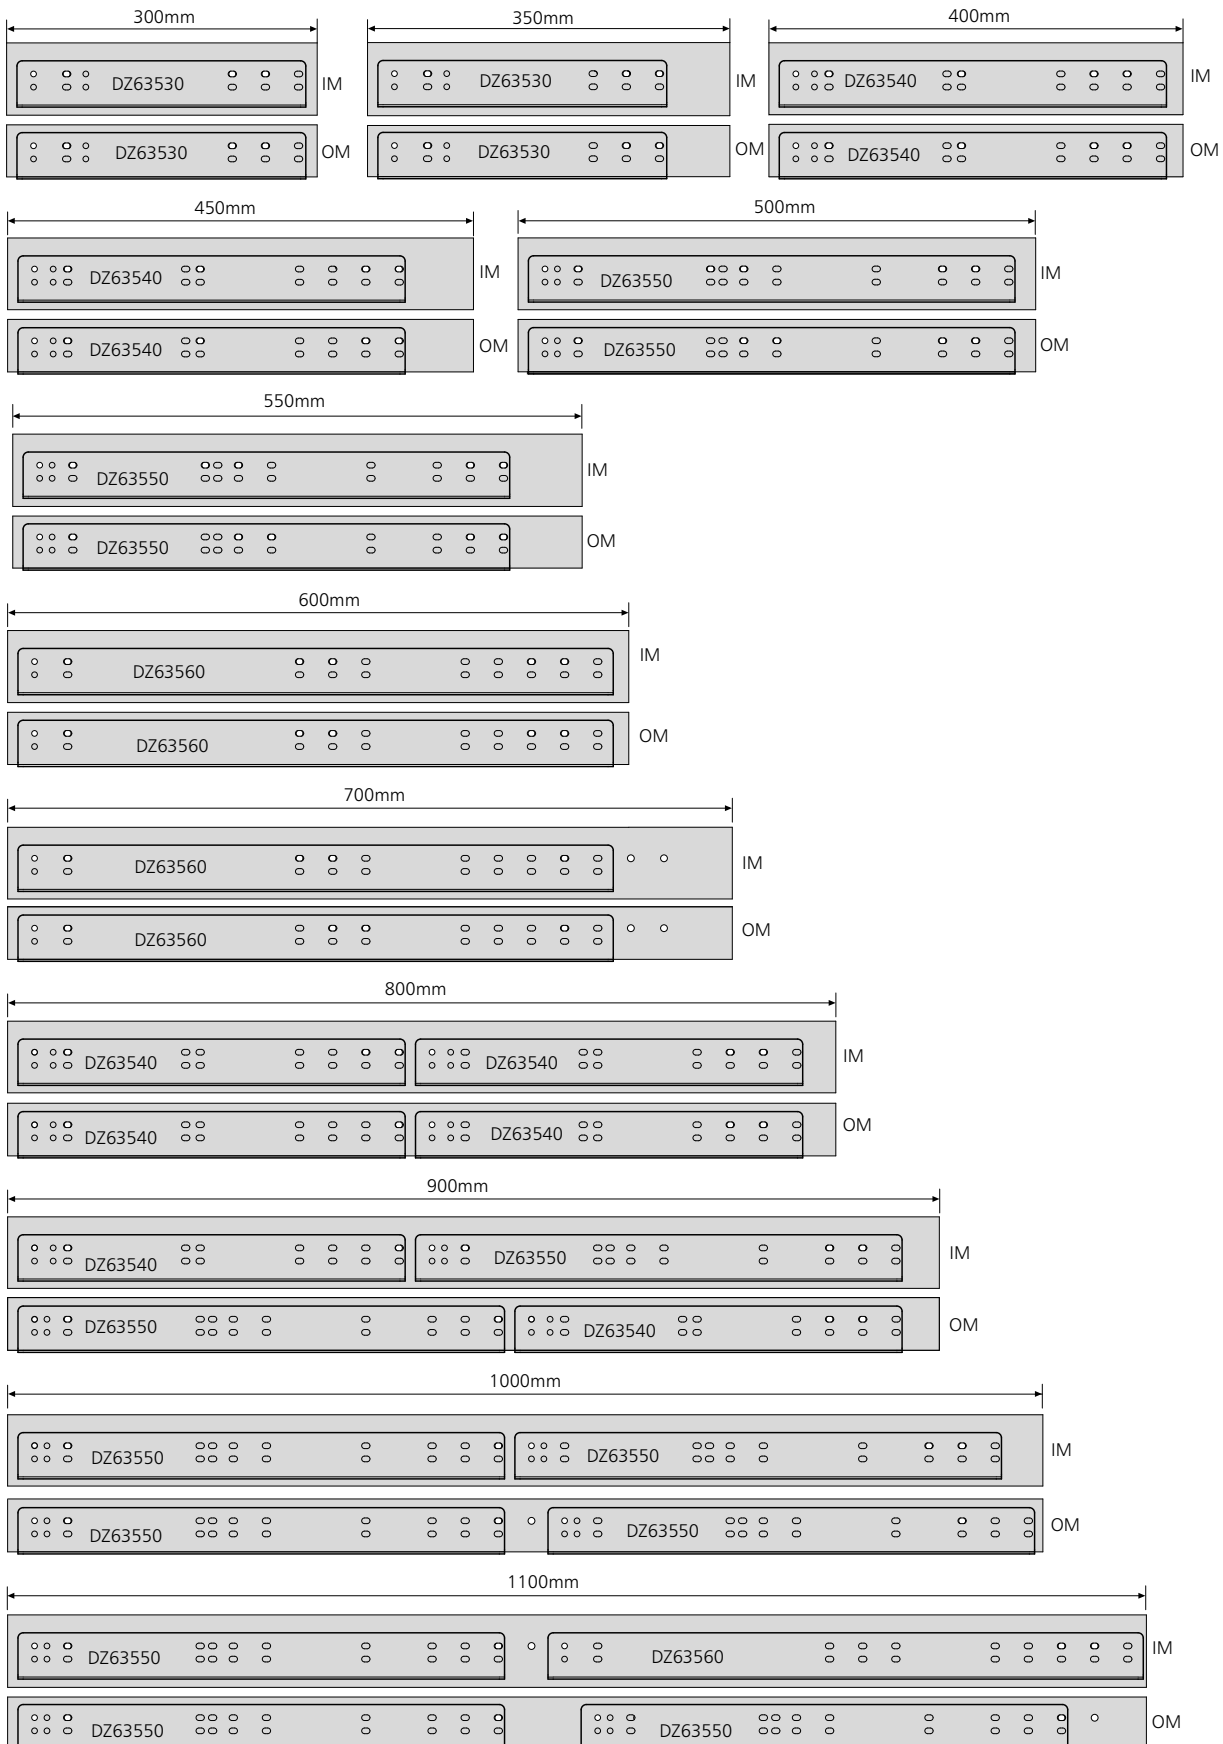 300mm
350mm
400mm
DZ63530 IM
DZ63530 IM
DZ63540 IM
DZ63530 OM
DZ63530 OM
DZ63540 OM
450mm
500mm
DZ63540 IM
DZ63550 IM
DZ63540 OM
DZ63550 OM
550mm
DZ63550 IM
DZ63550 OM
600mm
DZ63560 IM
DZ63560 OM
700mm
DZ63560 IM
DZ63560 OM
800mm
DZ63540 DZ63540 IM
DZ63540 DZ63540 OM
900mm
DZ63540 DZ63550 IM
DZ63550 DZ63540 OM
1000mm
DZ63550 DZ63550 IM
DZ63550 DZ63550 OM
1100mm
DZ63550 DZ63560 IM
DZ63550 DZ63550 OM